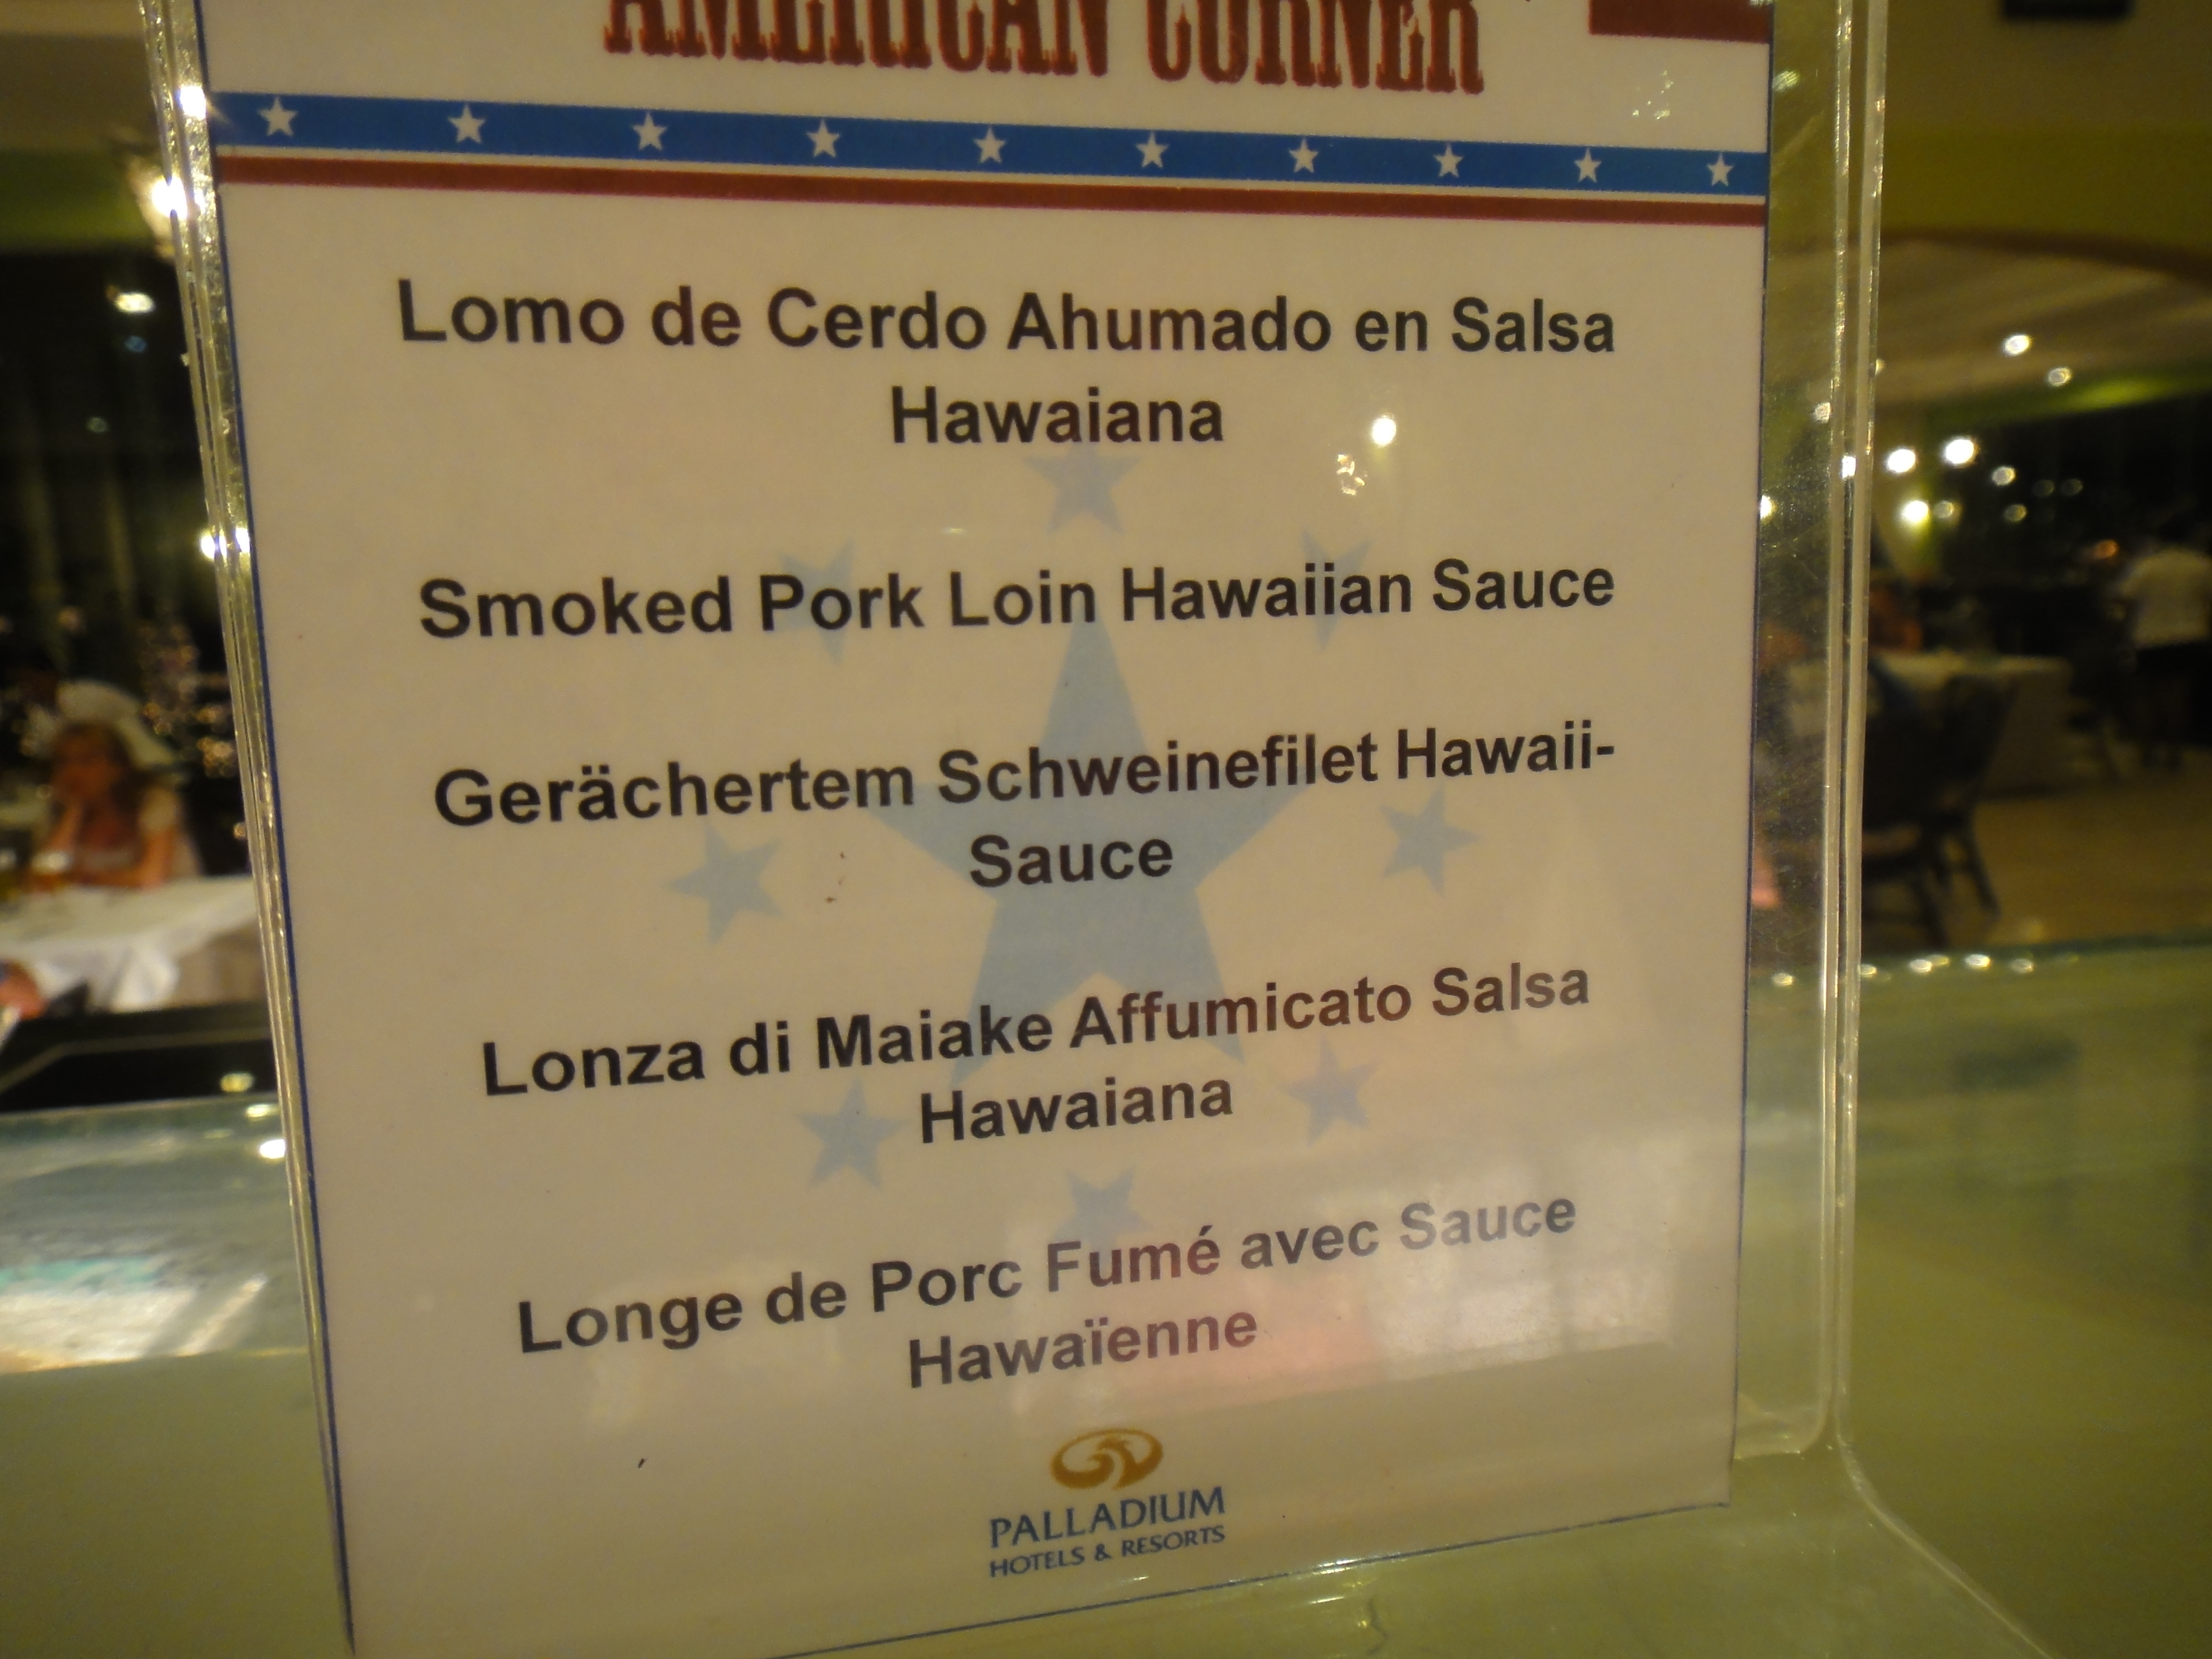 AMERICAN CORNER
Lomo de Cerdo Ahumado en Salsa
Hawaiana
Smoked Pork Loin Hawaiian Sauce
Gerächertem Schweinefilet Hawaii-
Sauce
Lonza di Maiake Affumicato Salsa
Hawaiana
Longe de Porc Fumé avec Sauce
Hawaïenne
PALLADIUM
HOTELS & RESORTS